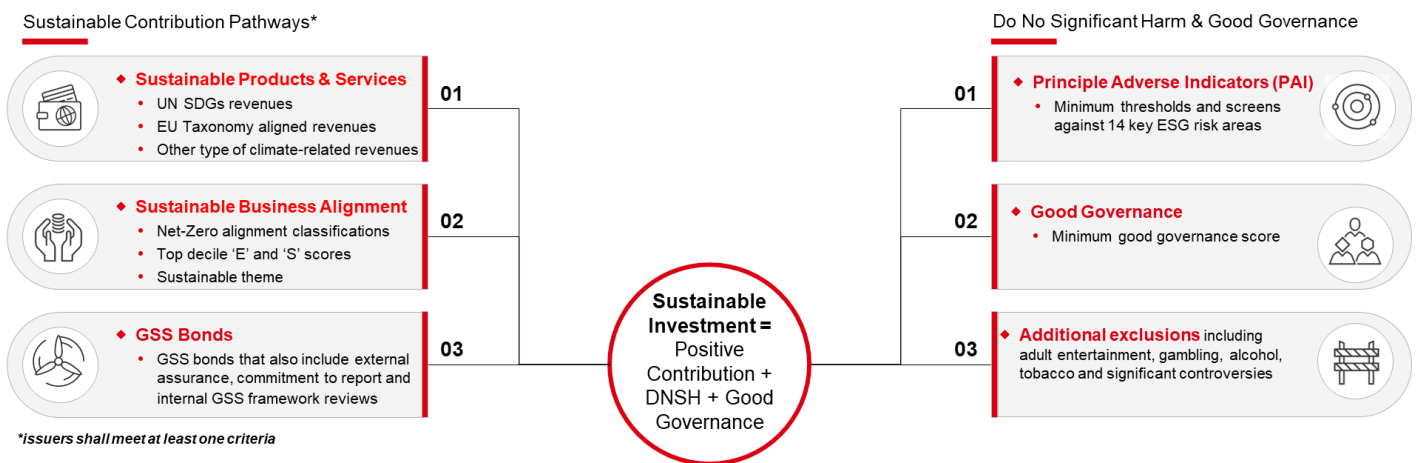 Sustainable Contribution Pathways*
Sustainable Products & Services
UN SDGs revenues
EU Taxonomy aligned revenues
Other type of climate-related revenues
01
Sustainable Business Alignment
Net-Zero alignment classifications
Top decile ‘E’ and ‘S’ scores
Sustainable theme
02
GSS Bonds
GSS bonds that also include external
assurance, commitment to report and
internal GSS framework reviews
03
*issuers shall meet at least one criteria
Sustainable
Investment =
Positive
Contribution +
DNSH + Good
Governance
Do No Significant Harm & Good Governance
01
Principle Adverse Indicators (PAI)
Minimum thresholds and screens
against 14 key ESG risk areas
02
Good Governance
Minimum good governance score
03
Additional exclusions including
adult entertainment, gambling, alcohol,
tobacco and significant controversies